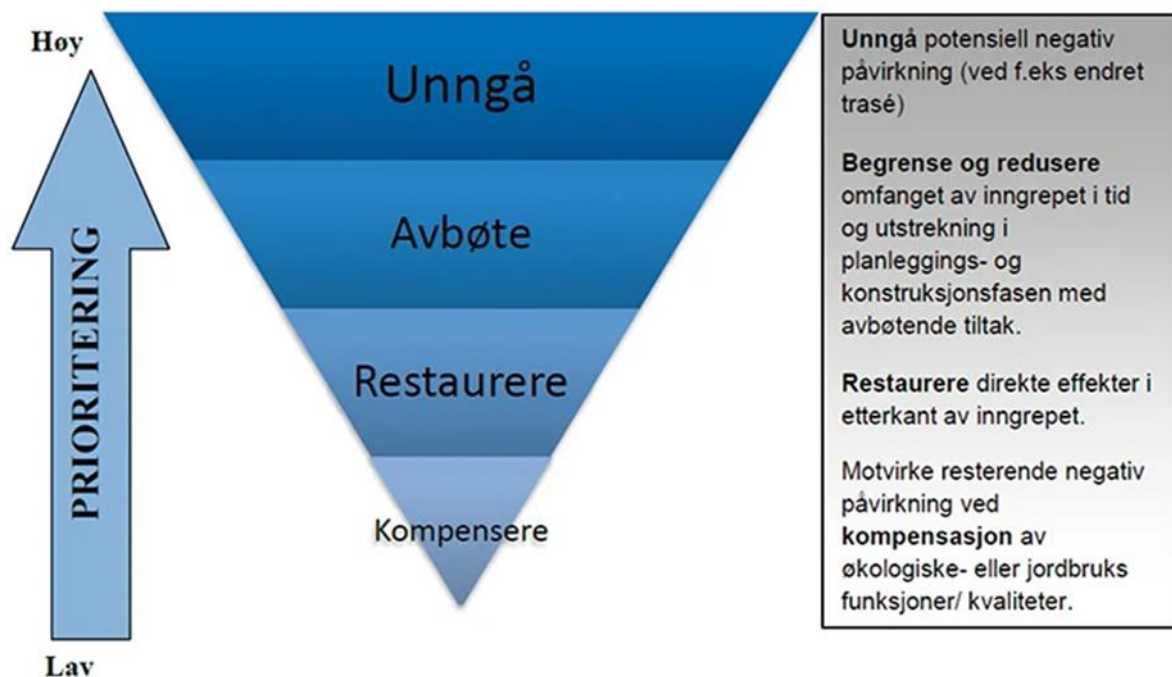 Høy
PRIORITERING
Lav
Unngå
Avbøte
Restaurere
Kompensere
Unngå potensiell negativ
påvirkning (ved f.eks endret
trasé)
Begrense og redusere
omfanget av inngrepet i tid
og utstrekning i
planleggings- og
konstruksjonsfasen med
avbøtende tiltak.
Restaurere direkte effekter i
etterkant av inngrepet.
Motvirke resterende negativ
påvirkning ved
kompensasjon av
økologiske- eller jordbruks
funksjoner/ kvaliteter.